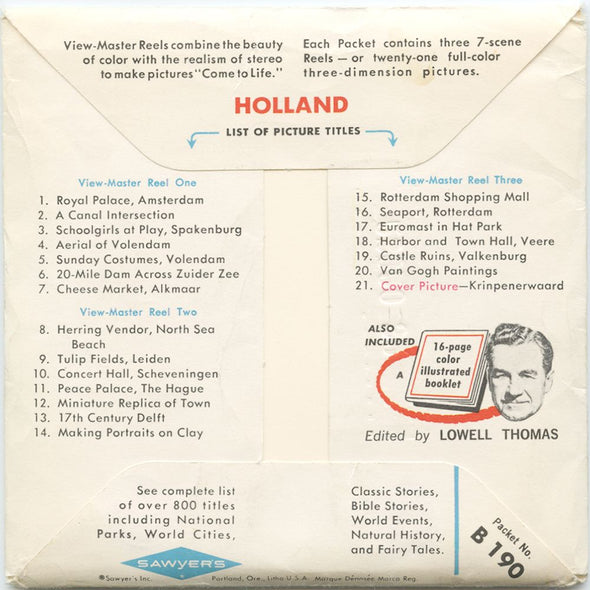 View-Master Reels combine the beauty
of color with the realism of stereo
to make pictures "Come to Life."
Each Packet contains three 7-scene
Reels — or twenty-one full-color
three-dimension pictures.
HOLLAND
LIST OF PICTURE TITLES
View-Master Reel One
1. Royal Palace, Amsterdam
2. A Canal Intersection
3. Schoolgirls at Play, Spakenburg
4. Aerial of Volendam
5. Sunday Costumes, Volendam
6. 20-Mile Dam Across Zuider Zee
7. Cheese Market, Alkmaar
View-Master Reel Two
8. Herring Vendor, North Sea
Beach
9. Tulip Fields, Leiden
10. Concert Hall, Scheveningen
11. Peace Palace, The Hague
12. Miniature Replica of Town
13. 17th Century Delft
14. Making Portraits on Clay
View-Master Reel Three
15. Rotterdam Shopping Mall
16. Seaport, Rotterdam
17. Euromast in Hat Park
18. Harbor and Town Hall, Veere
19. Castle Ruins, Valkenburg
20. Van Gogh Paintings
21. Cover Picture—Krinpenerwaard
ALSO
INCLUDED
A
16-page
color
illustrated
booklet
Edited by LOWELL THOMAS
See complete list
of over 800 titles
including National
Parks, World Cities,
Classic Stories,
Bible Stories,
World Events,
Natural History,
and Fairy Tales.
SAWYER'S
®Sawyer's Inc. Portland, Ore., Litho U.S.A. Marque Déposée Marca Reg.
Packet No.
B 190